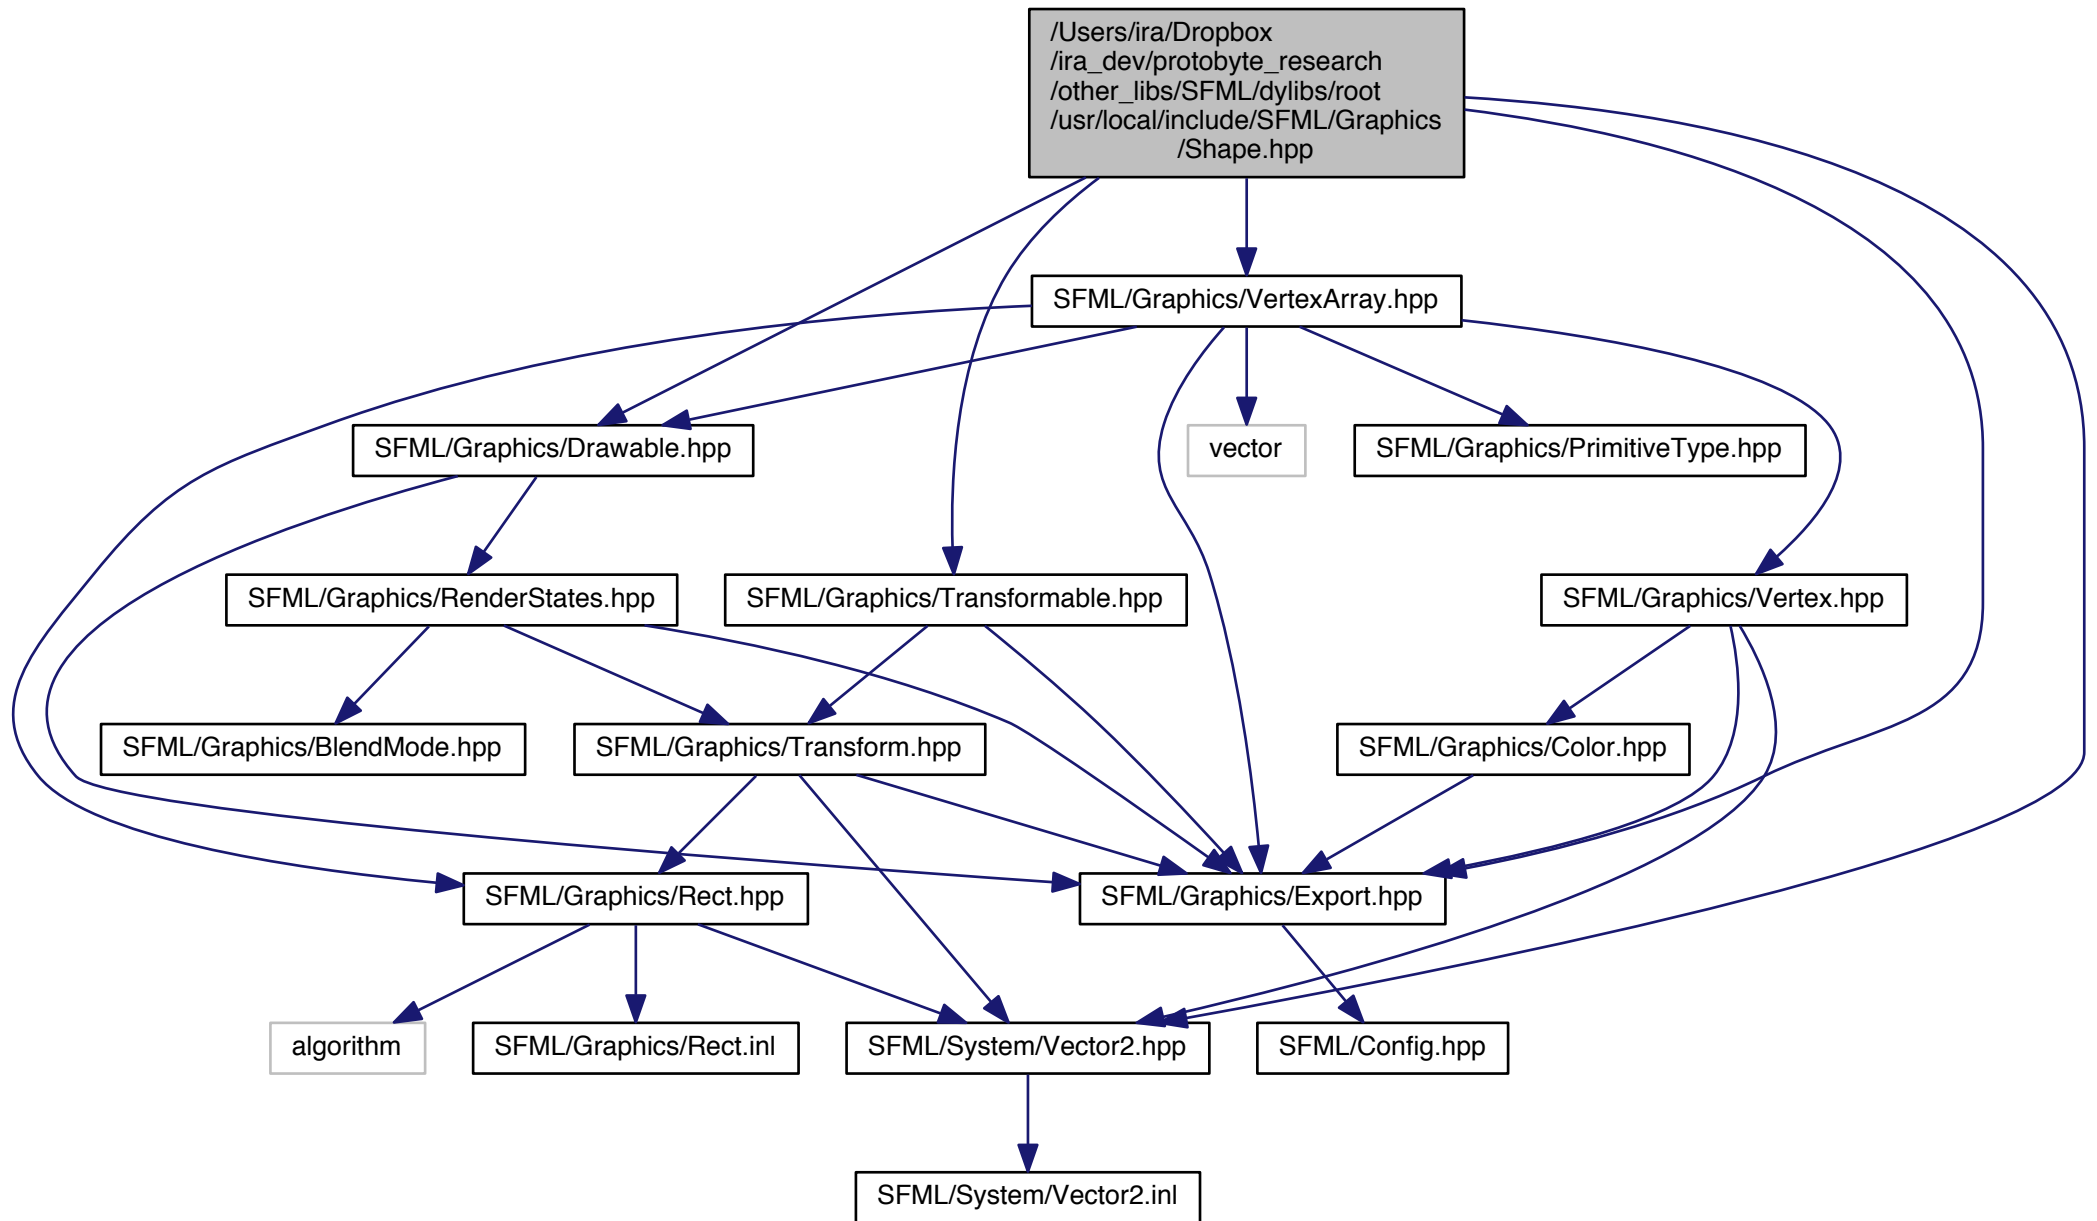 /Users/ira/Dropbox
/ira_dev/protobyte_research
/other_libs/SFML/dylibs/root
/usr/local/include/SFML/Graphics
/Shape.hpp
SFML/Graphics/VertexArray.hpp
SFML/Graphics/Drawable.hpp
vector
SFML/Graphics/PrimitiveType.hpp
SFML/Graphics/RenderStates.hpp
SFML/Graphics/Transformable.hpp
SFML/Graphics/Vertex.hpp
SFML/Graphics/BlendMode.hpp
SFML/Graphics/Transform.hpp
SFML/Graphics/Color.hpp
SFML/Graphics/Rect.hpp
SFML/Graphics/Export.hpp
algorithm
SFML/Graphics/Rect.inl
SFML/System/Vector2.hpp
SFML/Config.hpp
SFML/System/Vector2.inl